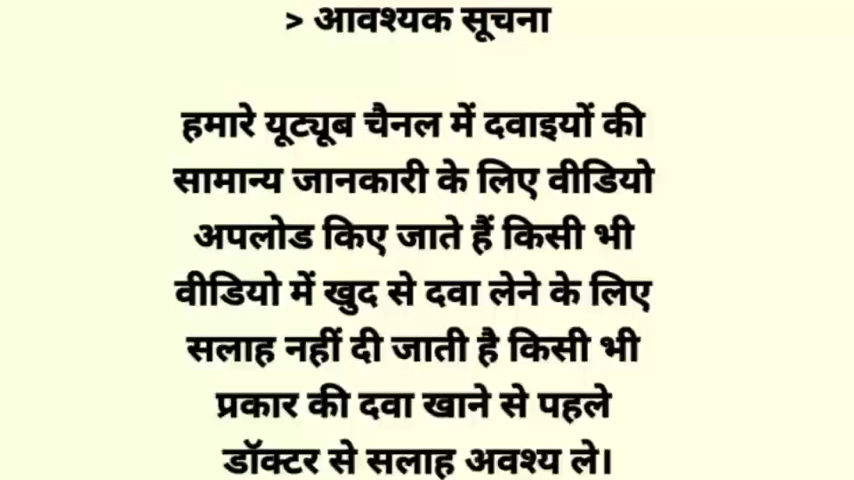 > आवश्यक सूचना
हमारे यूट्यूब चैनल में दवाइयों की
सामान्य जानकारी के लिए वीडियो
अपलोड किए जाते हैं किसी भी
वीडियो में खुद से दवा लेने के लिए
सलाह नहीं दी जाती है किसी भी
प्रकार की दवा खाने से पहले
डॉक्टर से सलाह अवश्य ले।